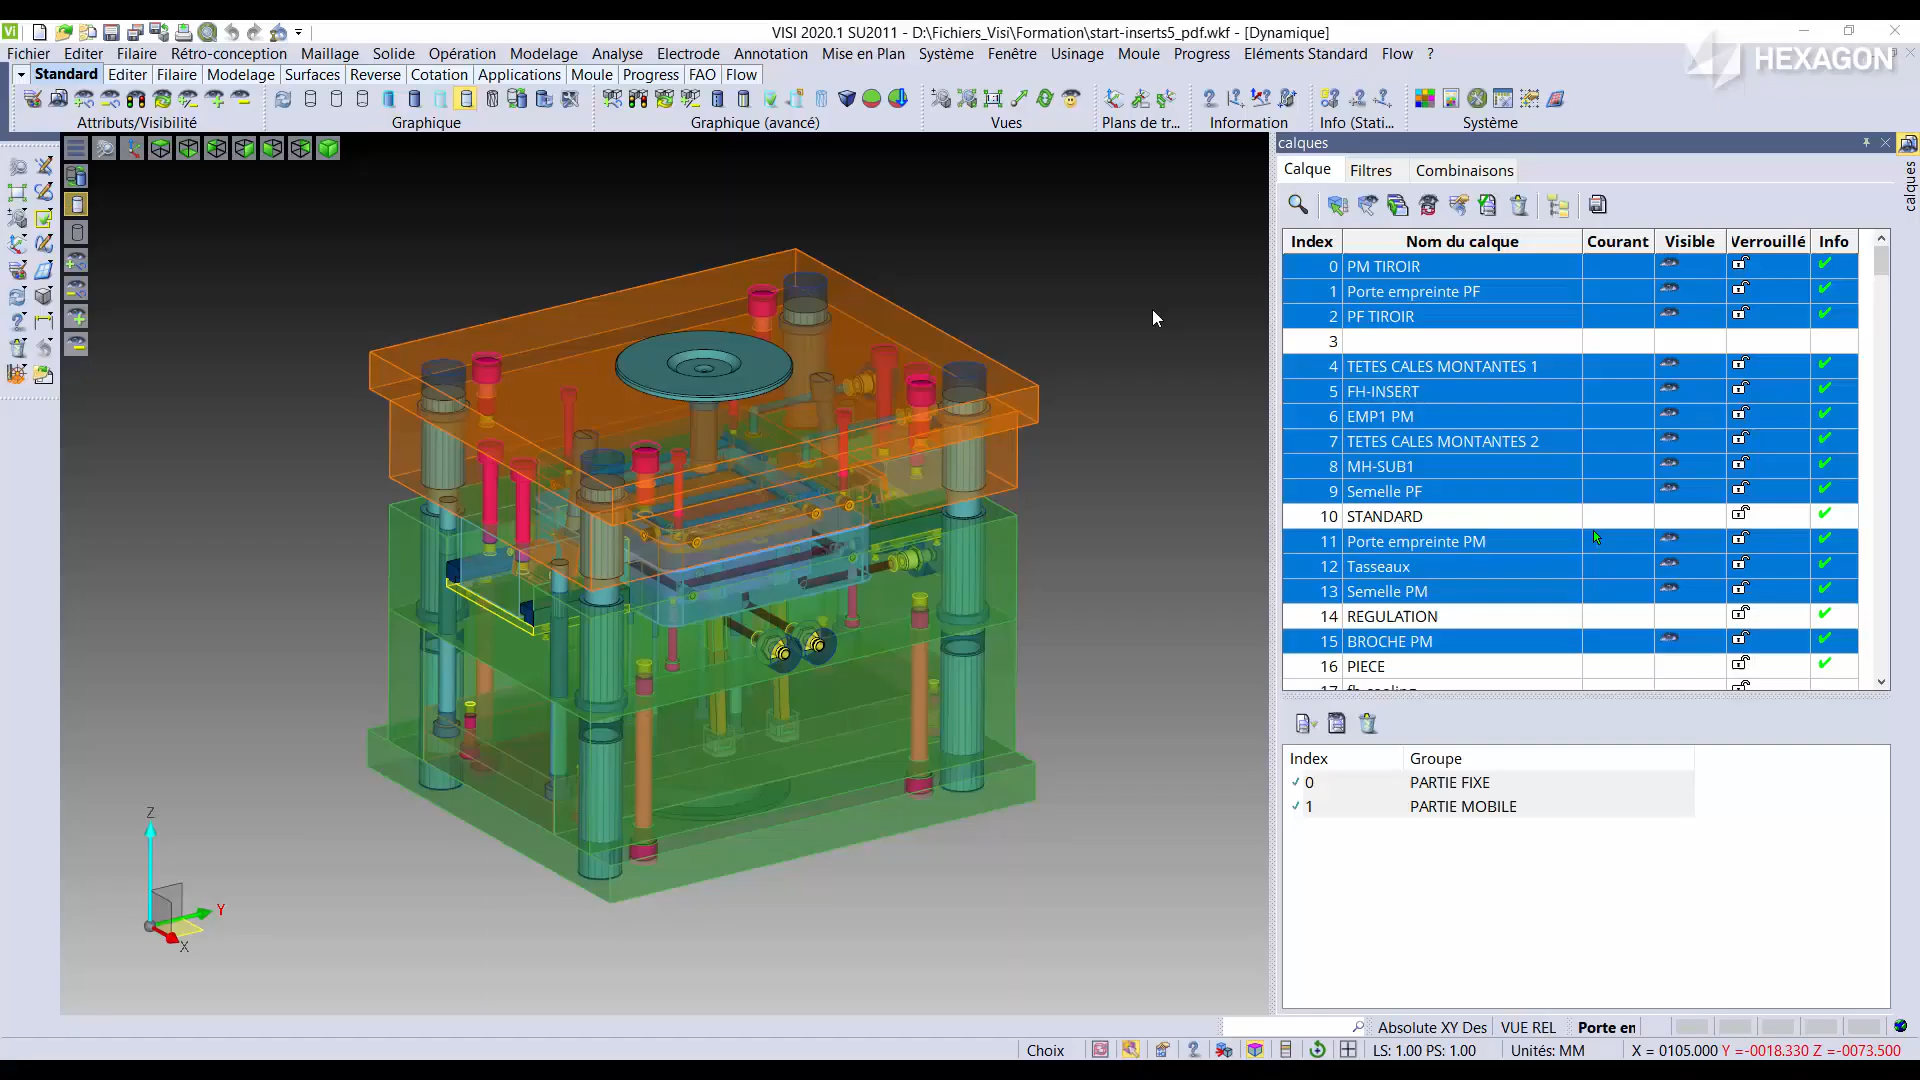 VISI 2020.1 SU2011 - D:\Fichiers_Visi\Formation\start-inserts5_pdf.wkf - [Dynamique]
Fichier Editer Filaire Rétro-conception Maillage Solide Opération Modelage Analyse Electrode Annotation Mise en Plan Système Fenêtre Usinage Moule Progress Eléments Standard Flow ?
HEXAGON
Standard Editer Filaire Modelage Surfaces Reverse Cotation Applications Moule Progress FAO Flow
Attributs/Visibilité Graphique Graphique (avancé) Vues Plans de tr... Information Info (Stati... Système
calques
Calque Filtres Combinaisons
calques
Index Nom du calque Courant Visible Verrouillé Info
0 PM TIROIR
1 Porte empreinte PF
2 PF TIROIR
3
4 TETES CALES MONTANTES 1
5 FH-INSERT
6 EMP1 PM
7 TETES CALES MONTANTES 2
8 MH-SUB1
9 Semelle PF
10 STANDARD
11 Porte empreinte PM
12 Tasseaux
13 Semelle PM
14 REGULATION
15 BROCHE PM
16 PIECE
17 fh-cooling
Index Groupe
0 PARTIE FIXE
1 PARTIE MOBILE
Z
Y
X
Absolute XY Des VUE REL Porte en
Choix LS: 1.00 PS: 1.00 Unités: MM X = 0105.000 Y =-0018.330 Z =-0073.500